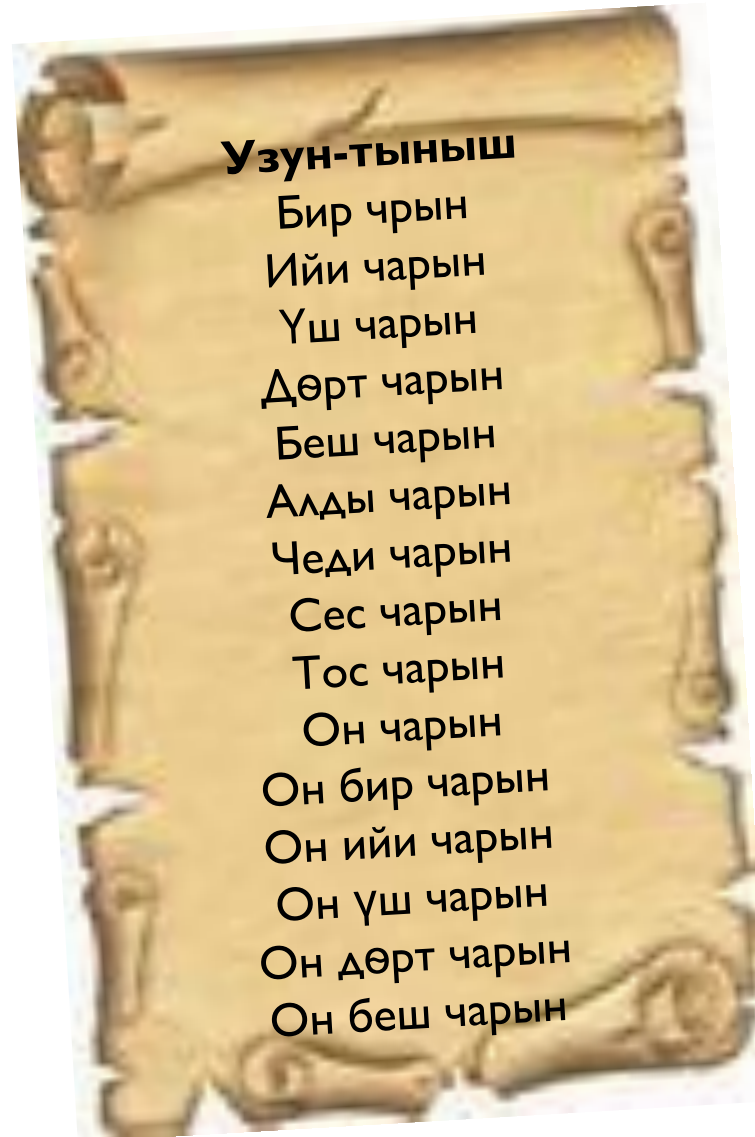 Узун-тыныш
Бир чрын
Ийи чарын
Үш чарын
Дөрт чарын
Беш чарын
Алды чарын
Чеди чарын
Сес чарын
Тос чарын
Он чарын
Он бир чарын
Он ийи чарын
Он үш чарын
Он дөрт чарын
Он беш чарын